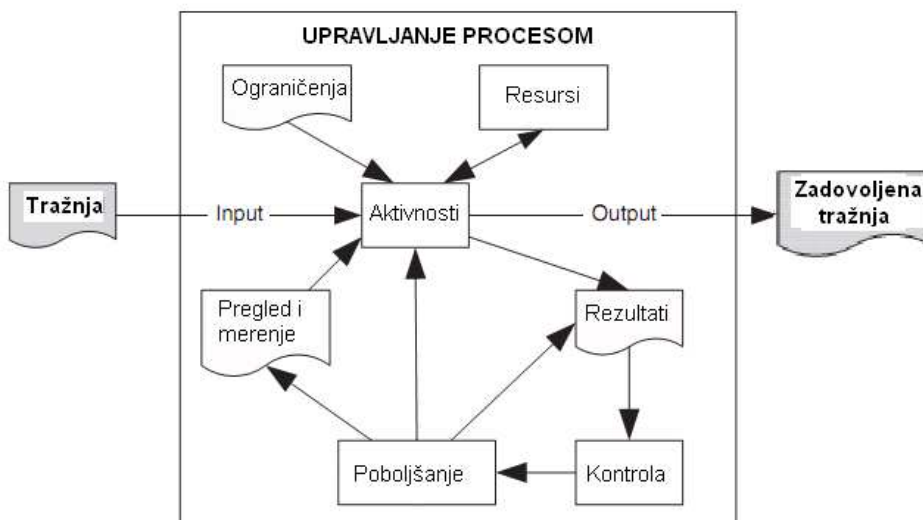 UPRAVLJANJE PROCESOM
Ograničenja
Resursi
Tražnja
Input
Aktivnosti
Output
Zadovoljena
tražnja
Pregled i
merenje
Rezultati
Poboljšanje
Kontrola